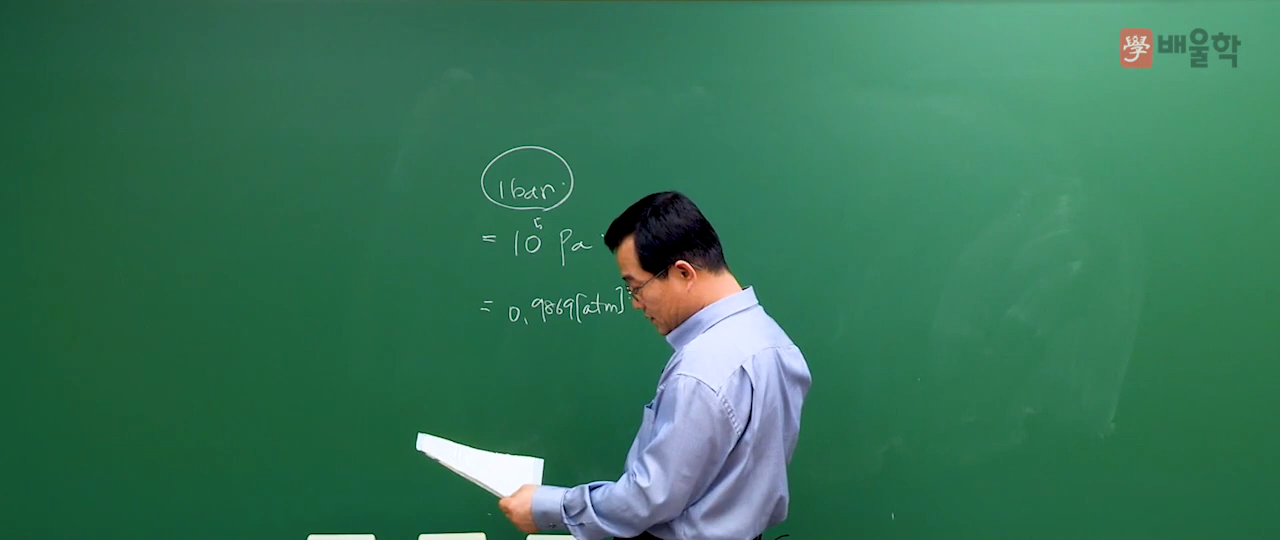 學 배울학
1bar.
= 10⁵ Pa
= 0.9869[atm]